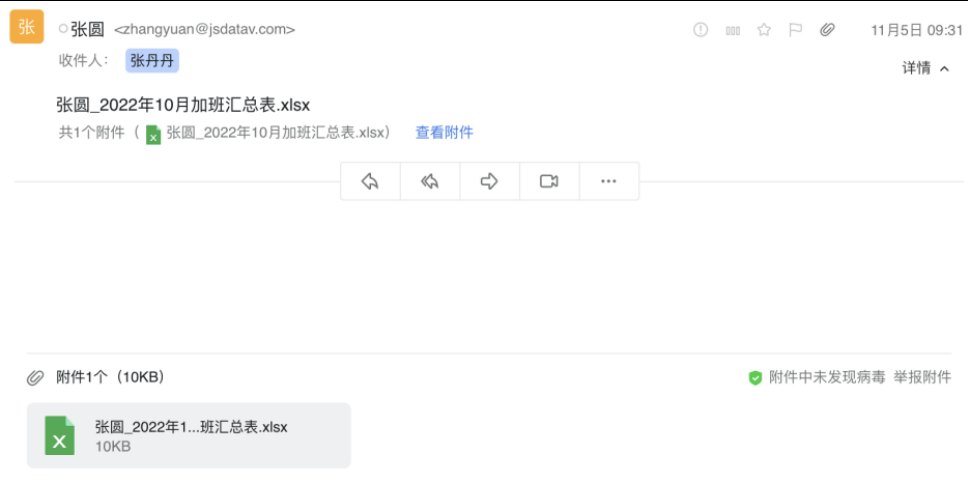 张
张圆 <zhangyuan@jsdatav.com>
11月5日 09:31
收件人： 张丹丹
详情
张圆_2022年10月加班汇总表.xlsx
共1个附件（ X 张圆_2022年10月加班汇总表.xlsx） 查看附件
附件1个（10KB）
附件中未发现病毒 举报附件
X
张圆_2022年1...班汇总表.xlsx
10KB